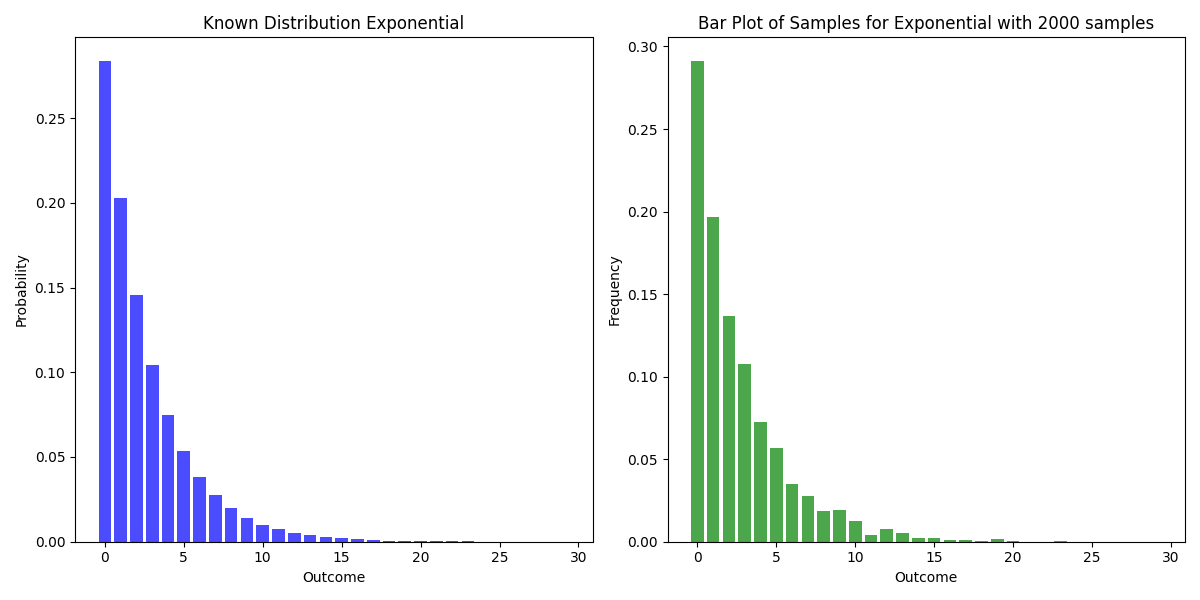 Known Distribution Exponential
0.25
0.20
0.15
0.10
0.05
0.00
Probability
0 5 10 15 20 25 30
Outcome
Bar Plot of Samples for Exponential with 2000 samples
0.30
0.25
0.20
0.15
0.10
0.05
0.00
Frequency
0 5 10 15 20 25 30
Outcome